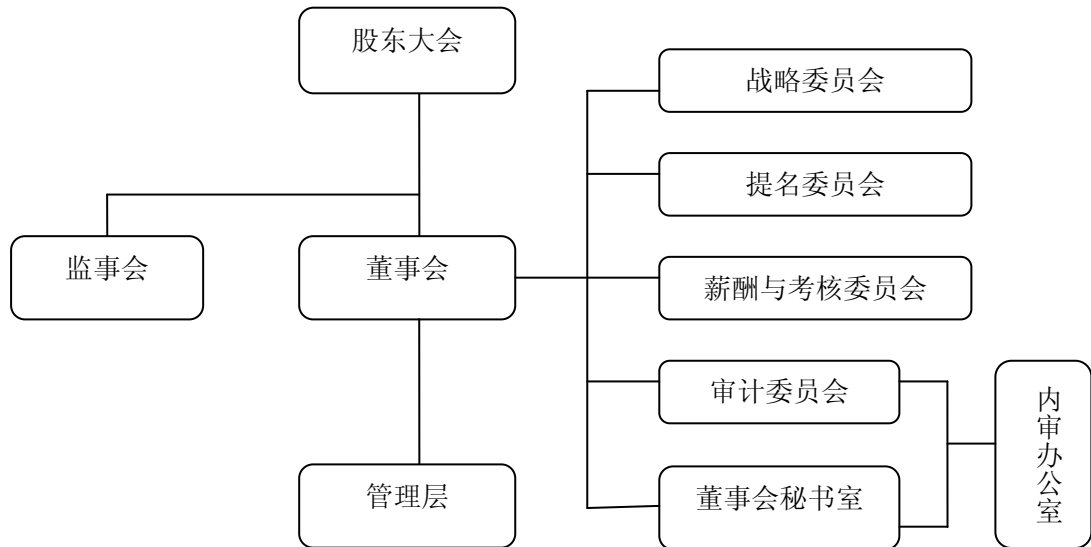 股东大会
战略委员会
提名委员会
监事会
董事会
薪酬与考核委员会
审计委员会
内审办公室
管理层
董事会秘书室